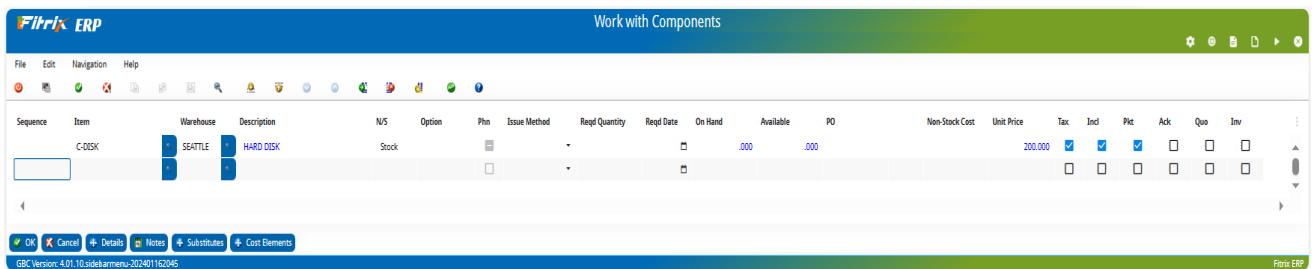 Fitrix ERP Work with Components
File Edit Navigation Help
Sequence Item Warehouse Description N/S Option Phn Issue Method Reqd Quantity Reqd Date On Hand Available PO Non-Stock Cost Unit Price Tax Incl Pkt Ack Quo Inv
C-DISK SEATTLE HARD DISK Stock .000 .000 200.000
OK Cancel Details Notes Substitutes Cost Elements
GBC Version: 4.01.10.sidebarmenu-202401162045 Fitrix ERP